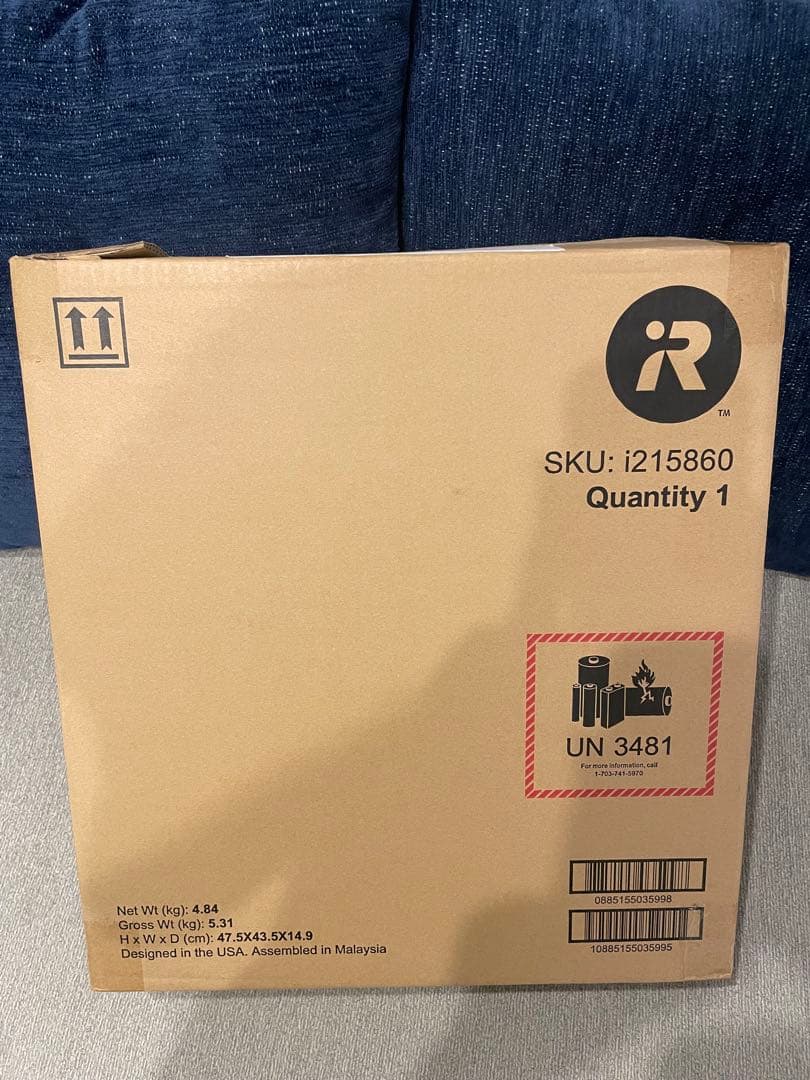 iR
TM
SKU: i215860
Quantity 1
UN 3481
For more information, call
1-703-741-5970
0885155035998
10885155035995
Net Wt (kg): 4.84
Gross Wt (kg): 5.31
H x W x D (cm): 47.5X43.5X14.9
Designed in the USA. Assembled in Malaysia